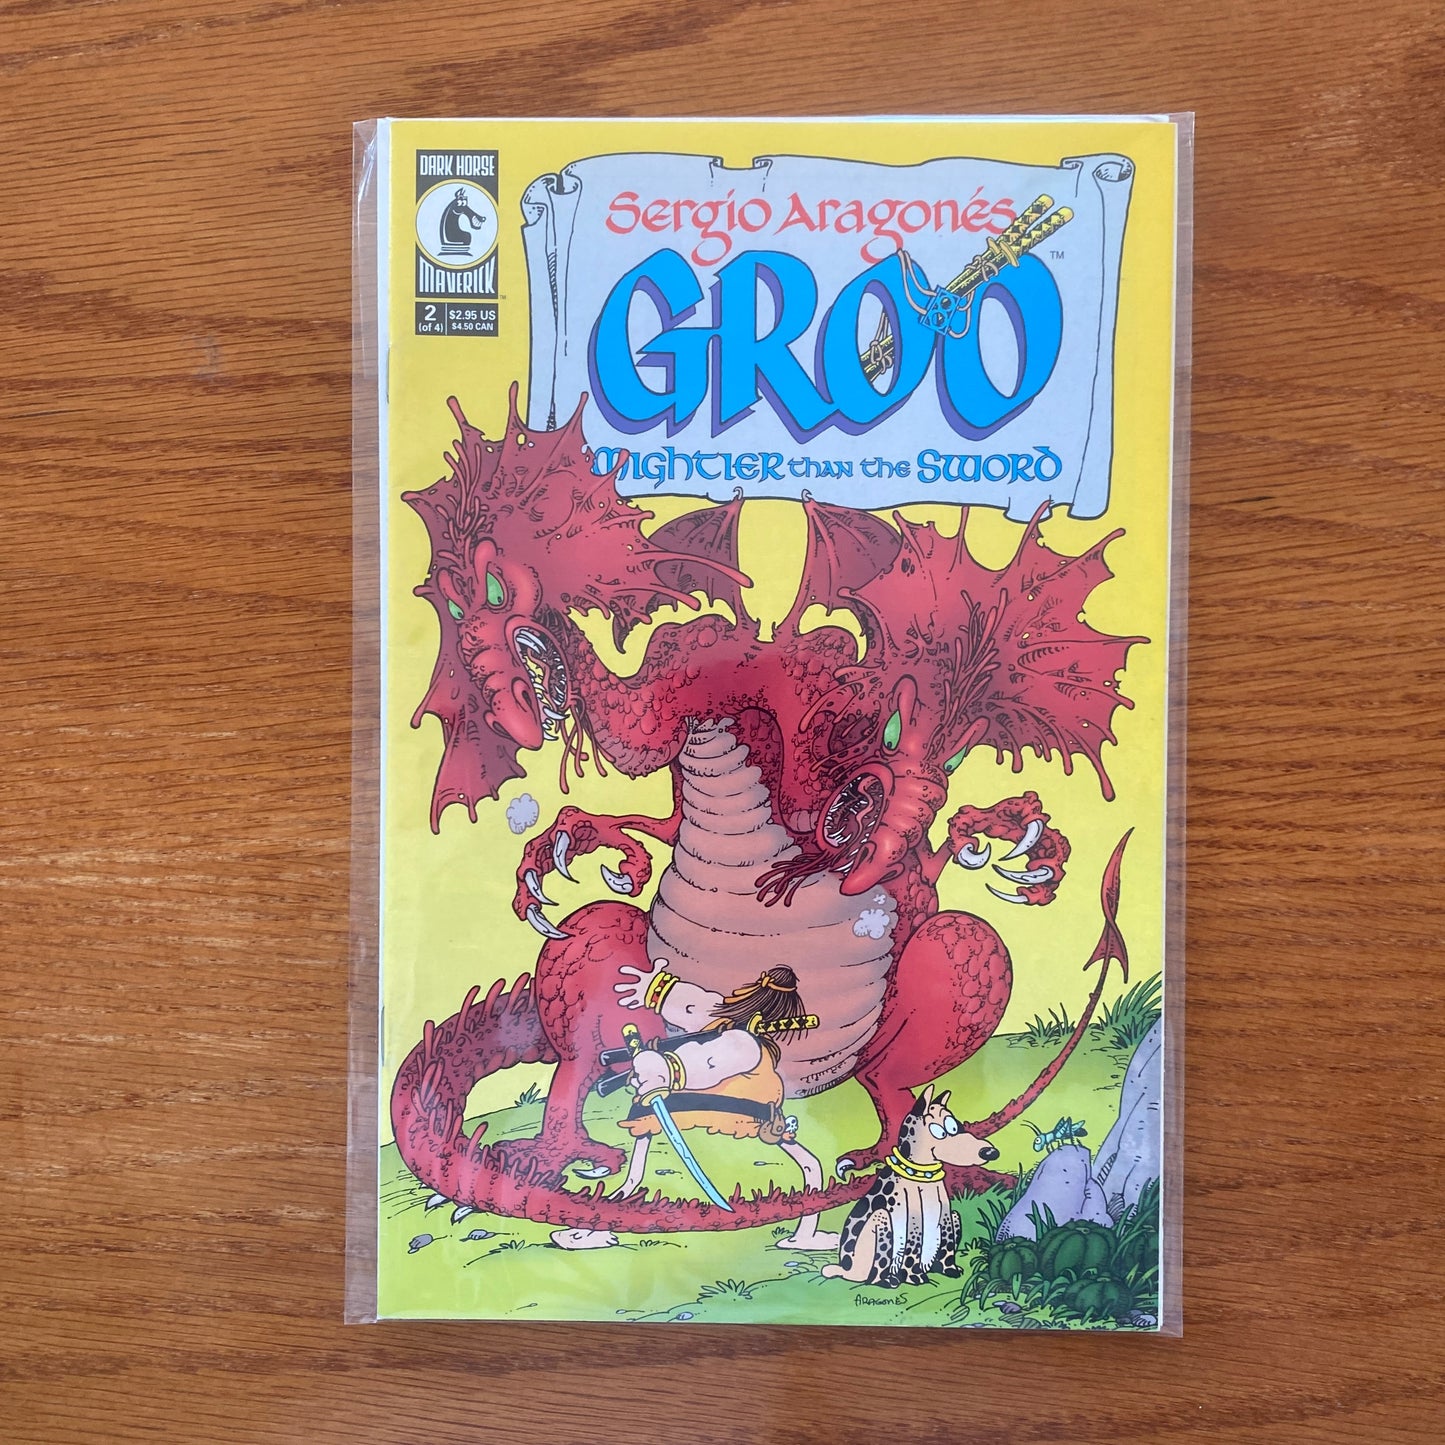 DARK HORSE
MAVERICK
TM
2
(of 4)
$2.95 US
$4.50 CAN
Sergio Aragonés
GROO
TM
Mightier than the Sword
ARAGONÉS